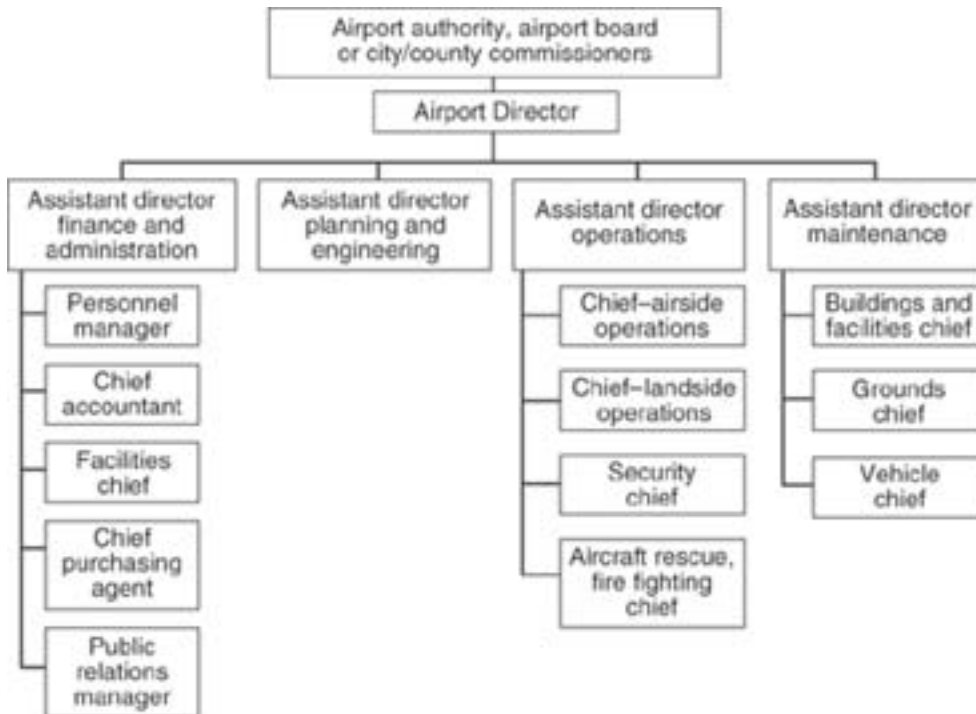 Airport authority, airport board
or city/county commissioners
Airport Director
Assistant director
finance and
administration
Assistant director
planning and
engineering
Assistant director
operations
Assistant director
maintenance
Personnel
manager
Chief
accountant
Facilities
chief
Chief
purchasing
agent
Public
relations
manager
Chief–airside
operations
Chief–landside
operations
Security
chief
Aircraft rescue,
fire fighting
chief
Buildings and
facilities chief
Grounds
chief
Vehicle
chief